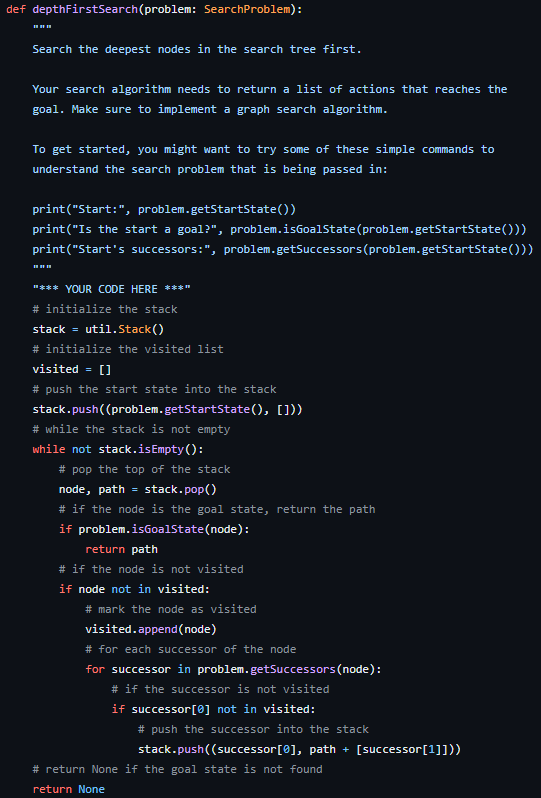 def depthFirstSearch(problem: SearchProblem):
    """
    Search the deepest nodes in the search tree first.

    Your search algorithm needs to return a list of actions that reaches the
    goal. Make sure to implement a graph search algorithm.

    To get started, you might want to try some of these simple commands to
    understand the search problem that is being passed in:

    print("Start:", problem.getStartState())
    print("Is the start a goal?", problem.isGoalState(problem.getStartState()))
    print("Start's successors:", problem.getSuccessors(problem.getStartState()))
    """
    "*** YOUR CODE HERE ***"
    # initialize the stack
    stack = util.Stack()
    # initialize the visited list
    visited = []
    # push the start state into the stack
    stack.push((problem.getStartState(), []))
    # while the stack is not empty
    while not stack.isEmpty():
        # pop the top of the stack
        node, path = stack.pop()
        # if the node is the goal state, return the path
        if problem.isGoalState(node):
            return path
        # if the node is not visited
        if node not in visited:
            # mark the node as visited
            visited.append(node)
            # for each successor of the node
            for successor in problem.getSuccessors(node):
                # if the successor is not visited
                if successor[0] not in visited:
                    # push the successor into the stack
                    stack.push((successor[0], path + [successor[1]]))
    # return None if the goal state is not found
    return None